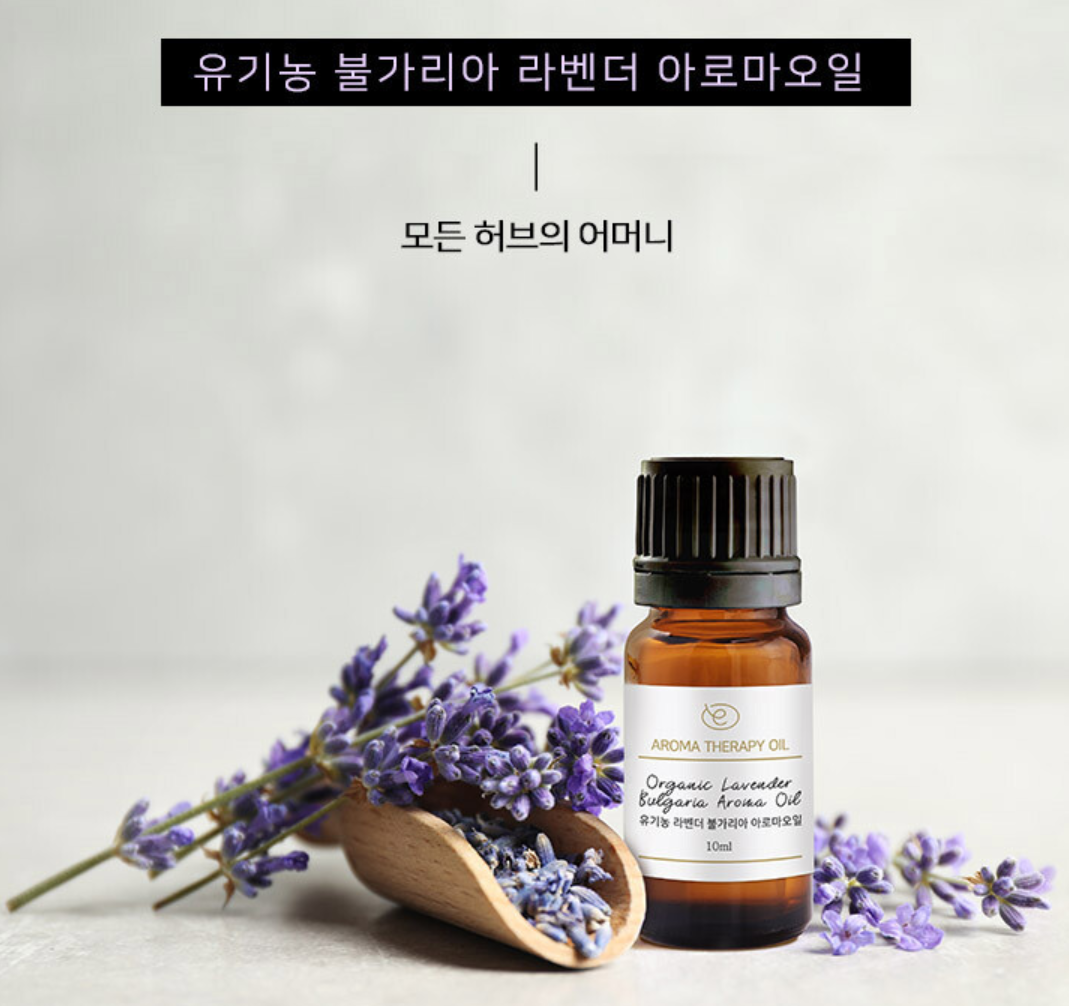 유기농 불가리아 라벤더 아로마오일
모든 허브의 어머니
AROMA THERAPY OIL
Organic Lavender
Bulgaria Aroma Oil
유기농 라벤더 불가리아 아로마오일
10ml